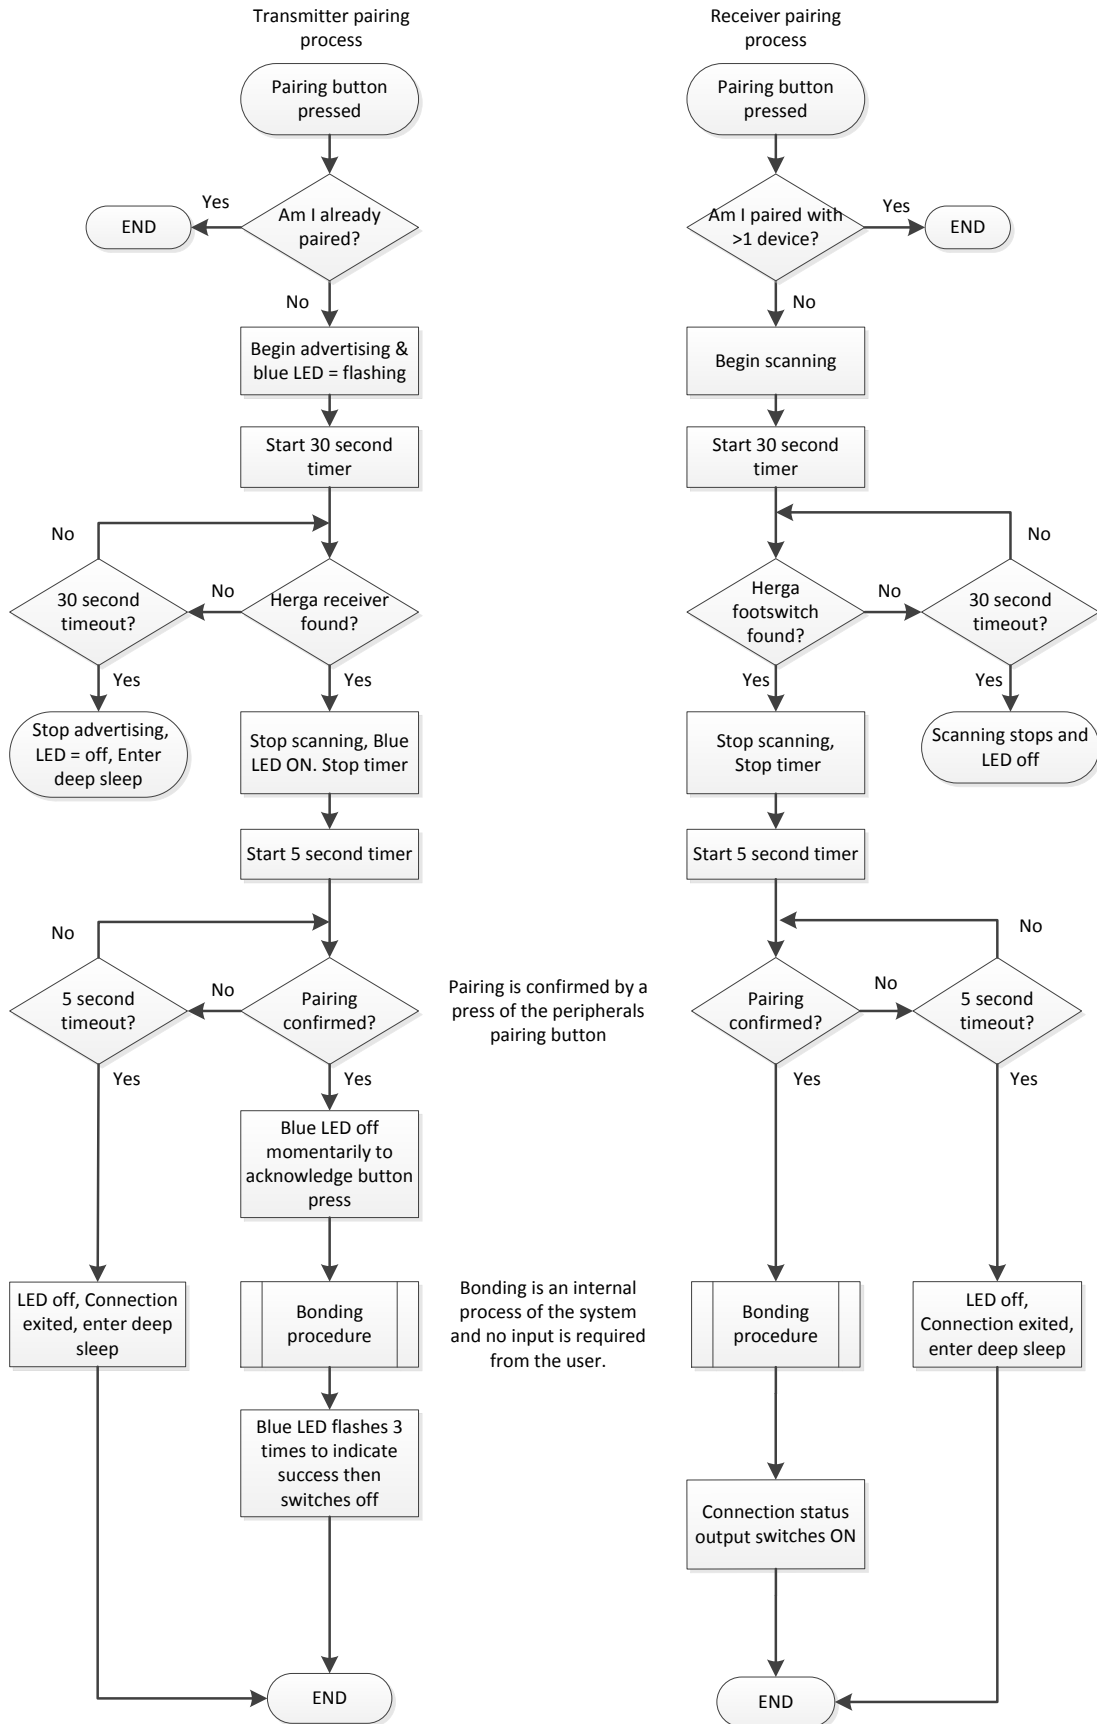 Transmitter pairing
process
Pairing button
pressed
Yes
END
Am I already
paired?
No
Begin advertising &
blue LED = flashing
Start 30 second
timer
No
30 second
timeout?
No
Herga receiver
found?
Yes
Yes
Stop advertising,
LED = off, Enter
deep sleep
Stop scanning, Blue
LED ON. Stop timer
Start 5 second timer
No
5 second
timeout?
No
Pairing
confirmed?
Yes
Yes
Blue LED off
momentarily to
acknowledge button
press
LED off, Connection
exited, enter deep
sleep
Bonding
procedure
Blue LED flashes 3
times to indicate
success then
switches off
END
Pairing is confirmed by a
press of the peripherals
pairing button
Bonding is an internal
process of the system
and no input is required
from the user.
Receiver pairing
process
Pairing button
pressed
Am I paired with
>1 device?
Yes
END
No
Begin scanning
Start 30 second
timer
No
Herga
footswitch
found?
No
30 second
timeout?
Yes
Yes
Stop scanning,
Stop timer
Scanning stops and
LED off
Start 5 second timer
No
Pairing
confirmed?
No
5 second
timeout?
Yes
Yes
Bonding
procedure
LED off,
Connection exited,
enter deep sleep
Connection status
output switches ON
END